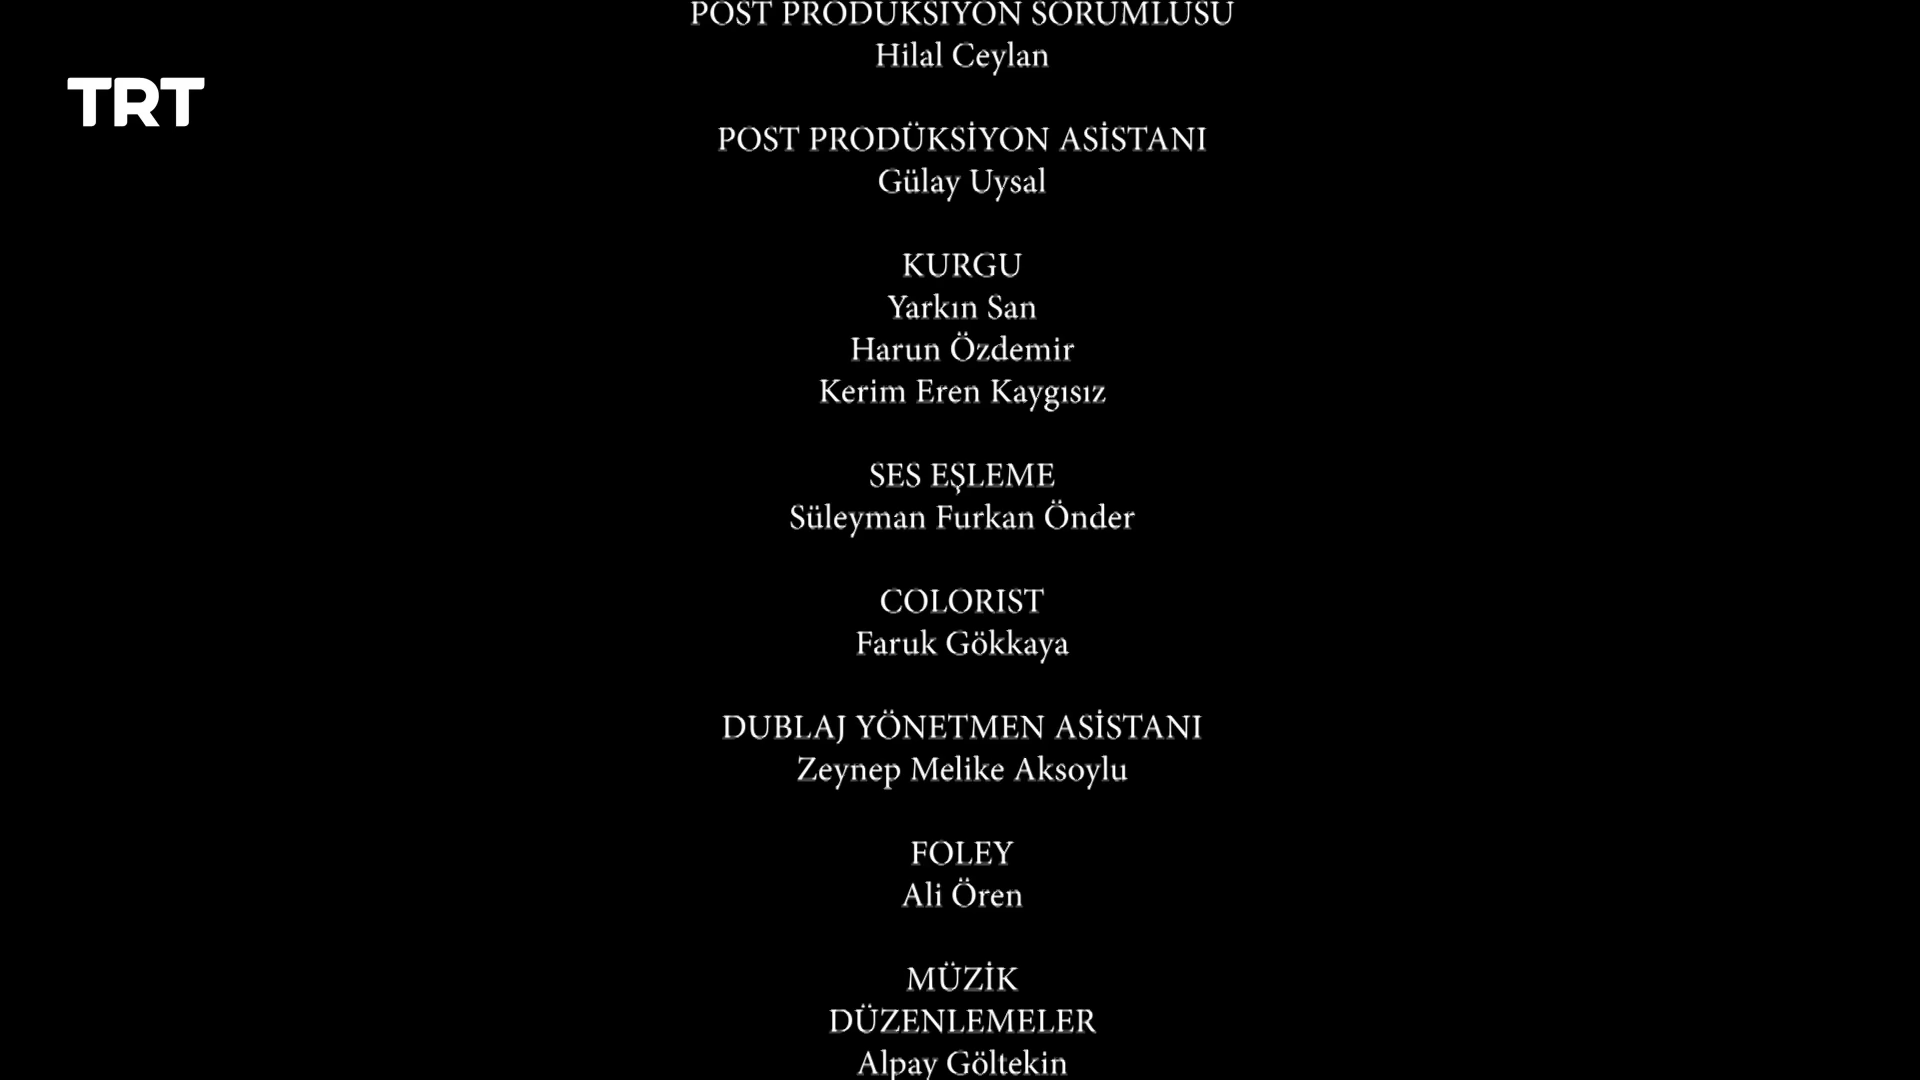 POST PRODÜKSİYON SORUMLUSU
Hilal Ceylan
TRT
POST PRODÜKSİYON ASİSTANI
Gülay Uysal
KURGU
Yarkın San
Harun Özdemir
Kerim Eren Kaygısız
SES EŞLEME
Süleyman Furkan Önder
COLORIST
Faruk Gökkaya
DUBLAJ YÖNETMEN ASİSTANI
Zeynep Melike Aksoylu
FOLEY
Ali Ören
MÜZİK
DÜZENLEMELER
Alpay Göltekin